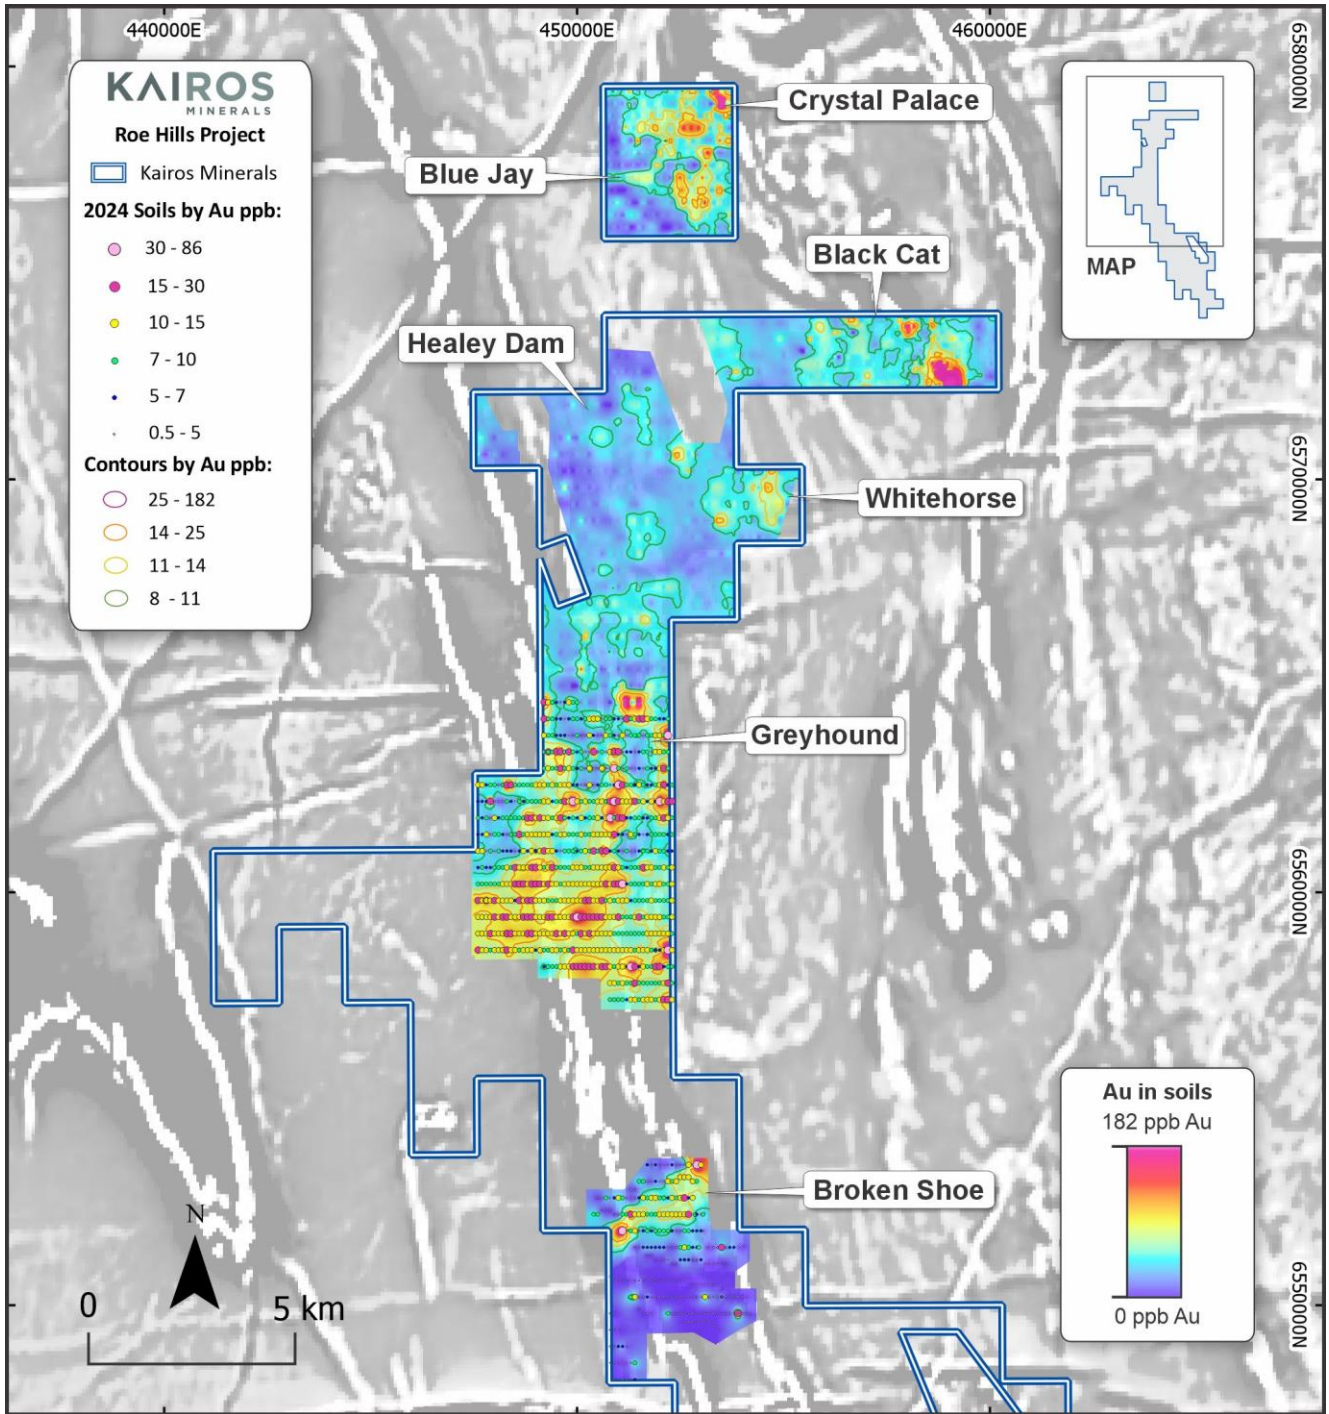 440000E
450000E
460000E
6580000N
KAIROS
MINERALS
Roe Hills Project
Kairos Minerals
2024 Soils by Au ppb:
30 - 86
15 - 30
10 - 15
7 - 10
5 - 7
0.5 - 5
Contours by Au ppb:
25 - 182
14 - 25
11 - 14
8 - 11
Crystal Palace
Blue Jay
Black Cat
MAP
Healey Dam
6570000N
Whitehorse
Greyhound
6560000N
Broken Shoe
Au in soils
182 ppb Au
0 ppb Au
N
0
5 km
6550000N